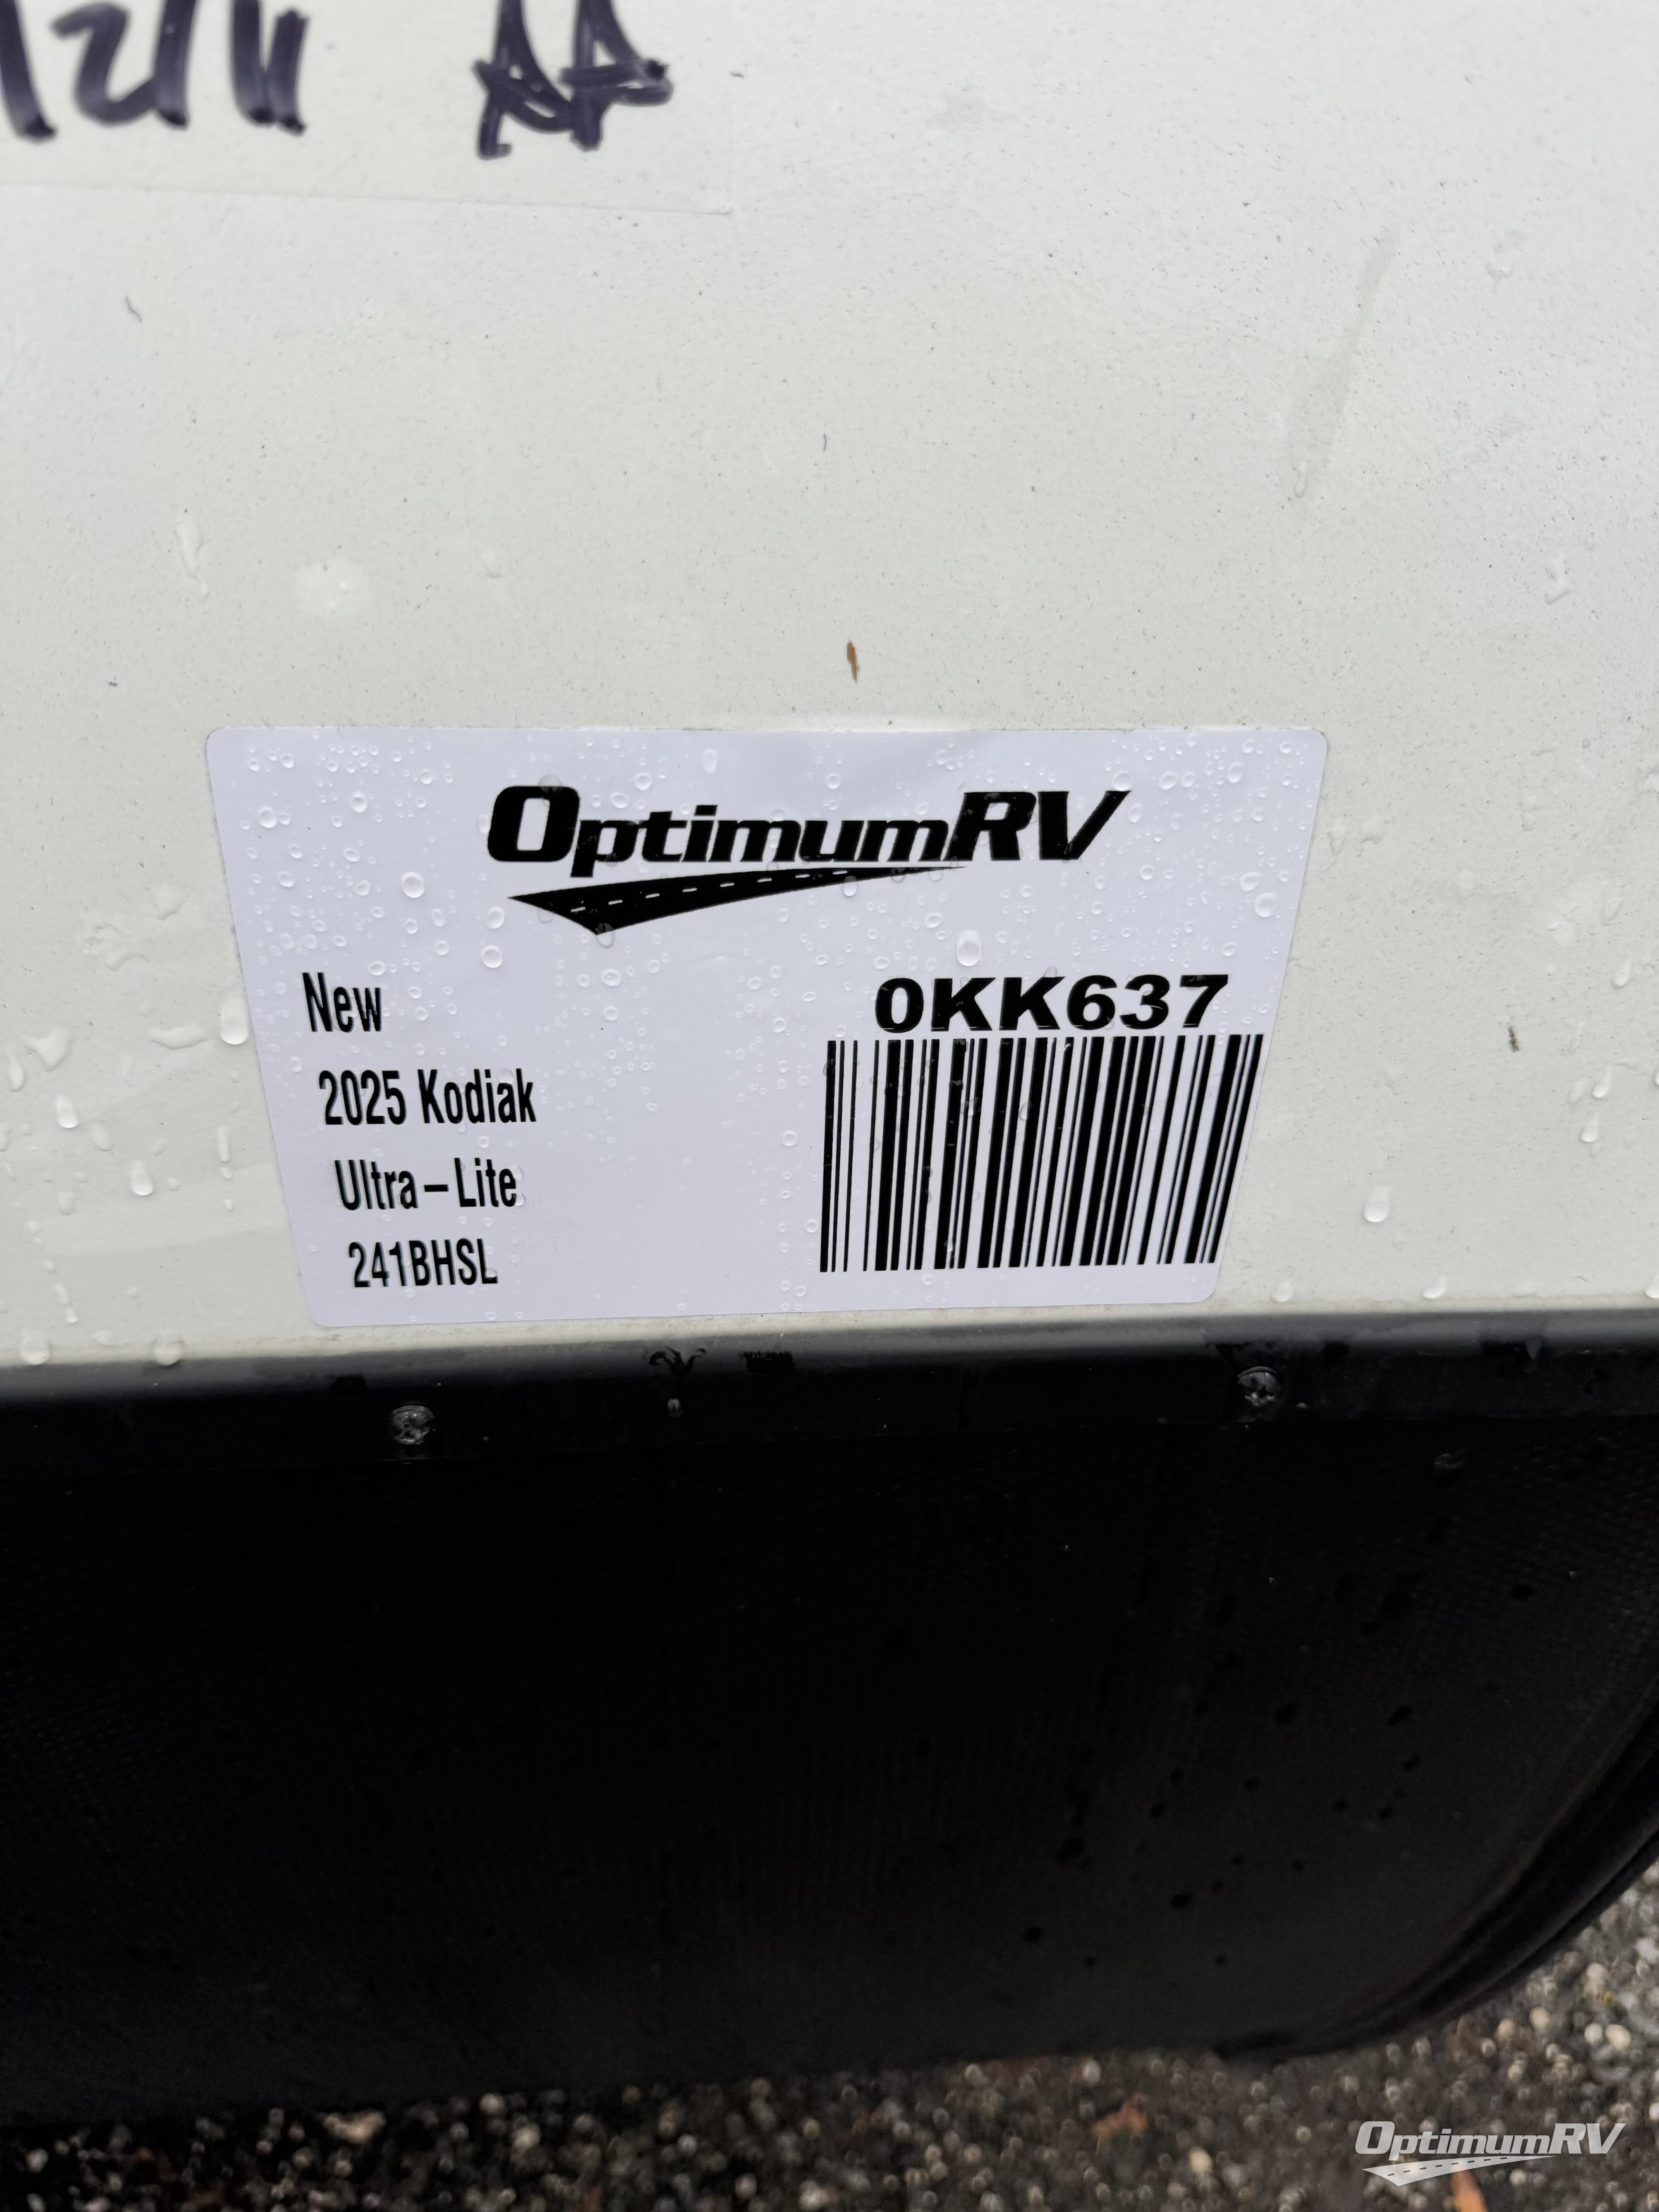 OptimumRV
New
0KK637
2025 Kodiak
Ultra-Lite
241BHSL
OptimumRV